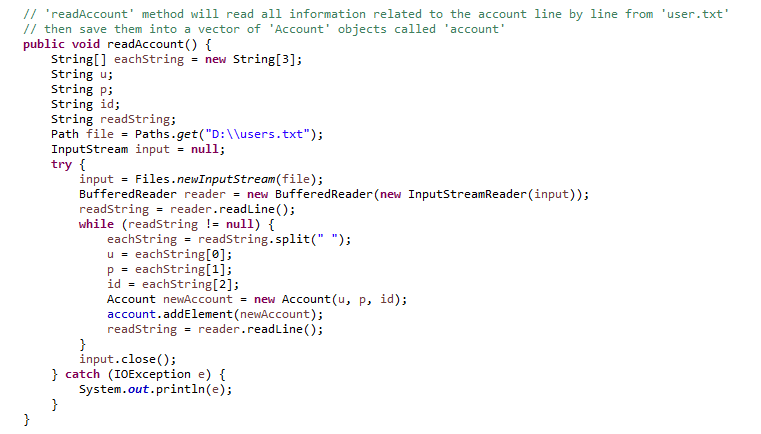 // 'readAccount' method will read all information related to the account line by line from 'user.txt'
// then save them into a vector of 'Account' objects called 'account'
public void readAccount() {
    String[] eachString = new String[3];
    String u;
    String p;
    String id;
    String readString;
    Path file = Paths.get("D:\\users.txt");
    InputStream input = null;
    try {
        input = Files.newInputStream(file);
        BufferedReader reader = new BufferedReader(new InputStreamReader(input));
        readString = reader.readLine();
        while (readString != null) {
            eachString = readString.split(" ");
            u = eachString[0];
            p = eachString[1];
            id = eachString[2];
            Account newAccount = new Account(u, p, id);
            account.addElement(newAccount);
            readString = reader.readLine();
        }
        input.close();
    } catch (IOException e) {
        System.out.println(e);
    }
}